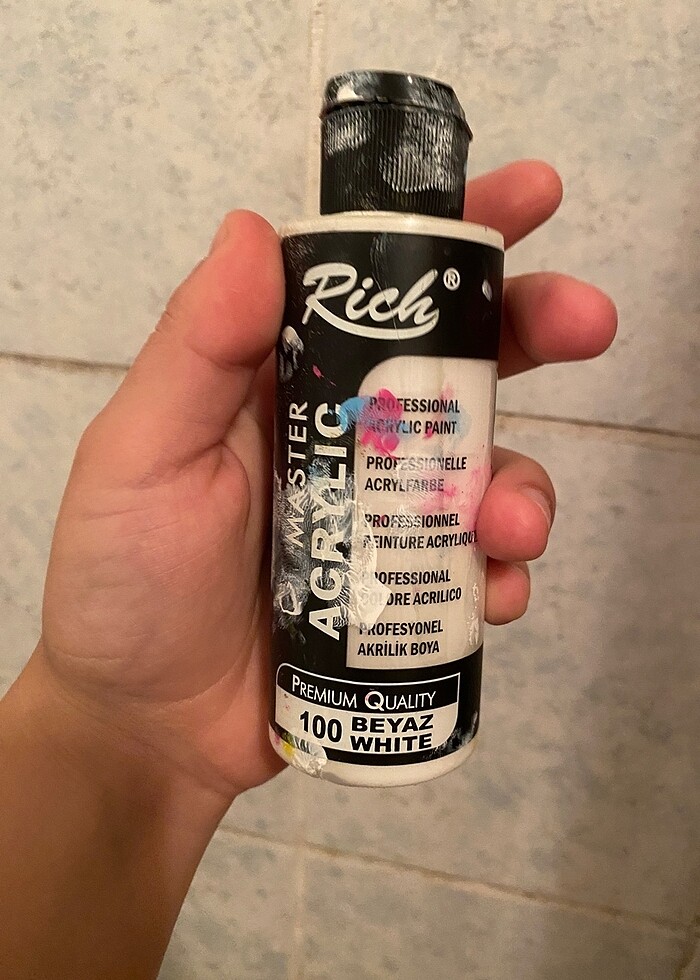 Rich®
MASTER
ACRYLIC
PROFESSIONAL
ACRYLIC PAINT
PROFESSIONELLE
ACRYLFARBE
PROFESSIONNEL
PEINTURE ACRYLIQUE
PROFESSIONAL
COLORE ACRILICO
PROFESYONEL
AKRİLİK BOYA
PREMIUM QUALITY
100 BEYAZ
WHITE